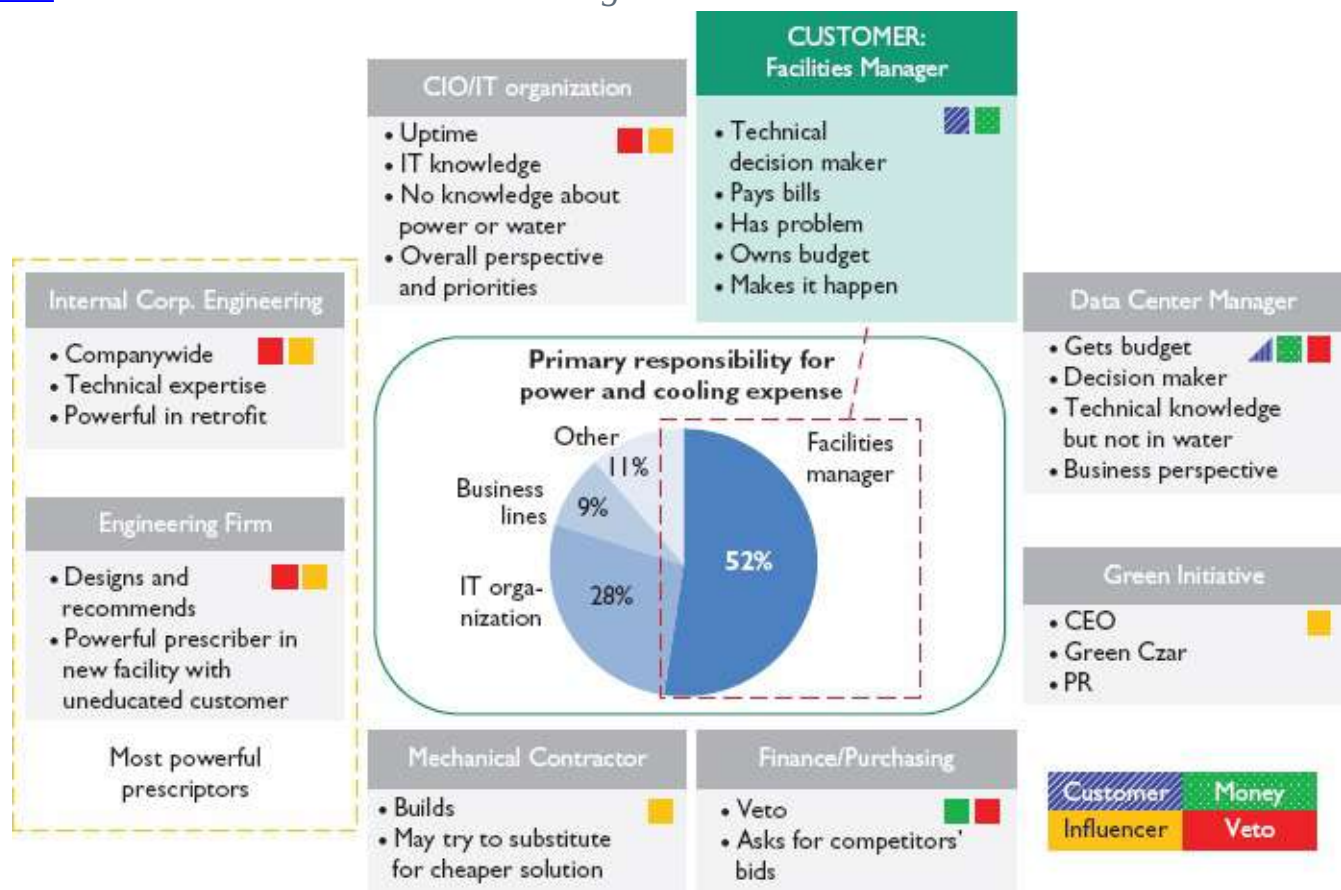 CUSTOMER:
Facilities Manager
• Technical
decision maker
• Pays bills
• Has problem
• Owns budget
• Makes it happen
CIO/IT organization
• Uptime
• IT knowledge
• No knowledge about
power or water
• Overall perspective
and priorities
Internal Corp. Engineering
• Companywide
• Technical expertise
• Powerful in retrofit
Engineering Firm
• Designs and
recommends
• Powerful prescriber in
new facility with
uneducated customer
Most powerful
prescriptors
Primary responsibility for
power and cooling expense
Other
11%
Business
lines
9%
IT orga-
nization
28%
52%
Facilities
manager
Data Center Manager
• Gets budget
• Decision maker
• Technical knowledge
but not in water
• Business perspective
Green Initiative
• CEO
• Green Czar
• PR
Mechanical Contractor
• Builds
• May try to substitute
for cheaper solution
Finance/Purchasing
• Veto
• Asks for competitors'
bids
Customer
Money
Influencer
Veto